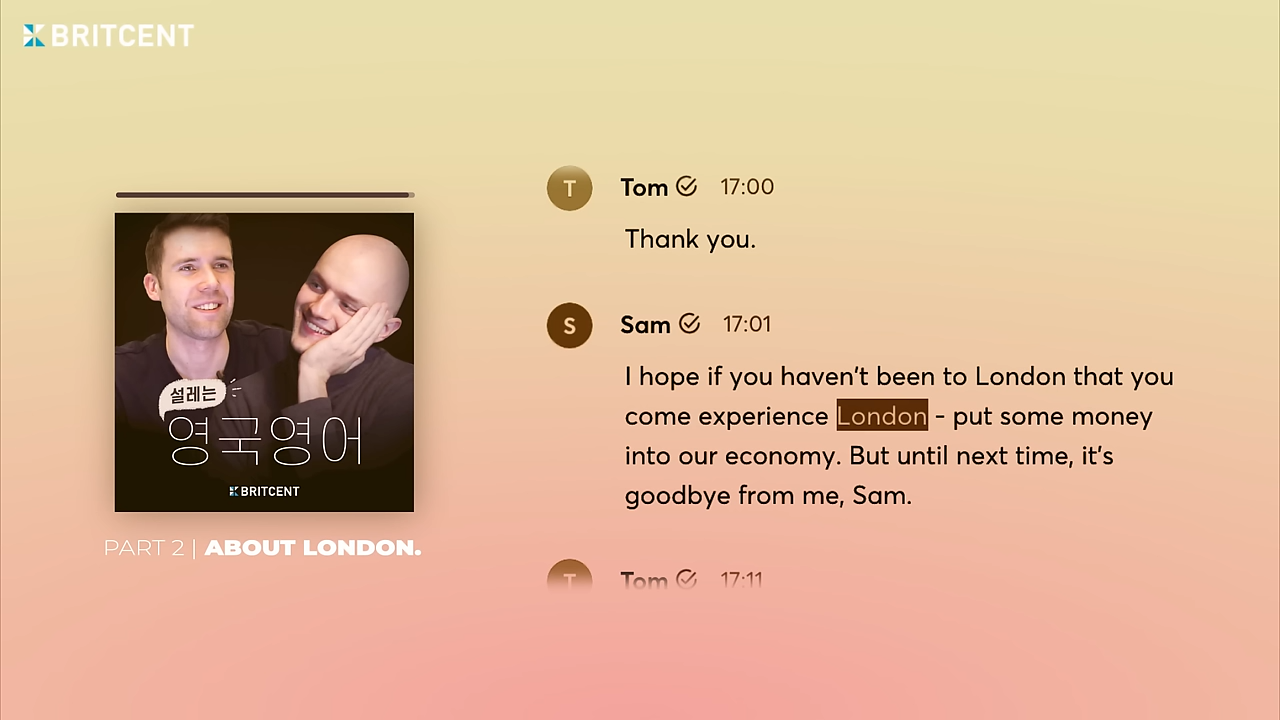 BRITCENT
설레는
영국영어
BRITCENT
PART 2 | ABOUT LONDON.
T Tom 17:00
Thank you.
S Sam 17:01
I hope if you haven't been to London that you
come experience London - put some money
into our economy. But until next time, it's
goodbye from me, Sam.
T Tom 17:11